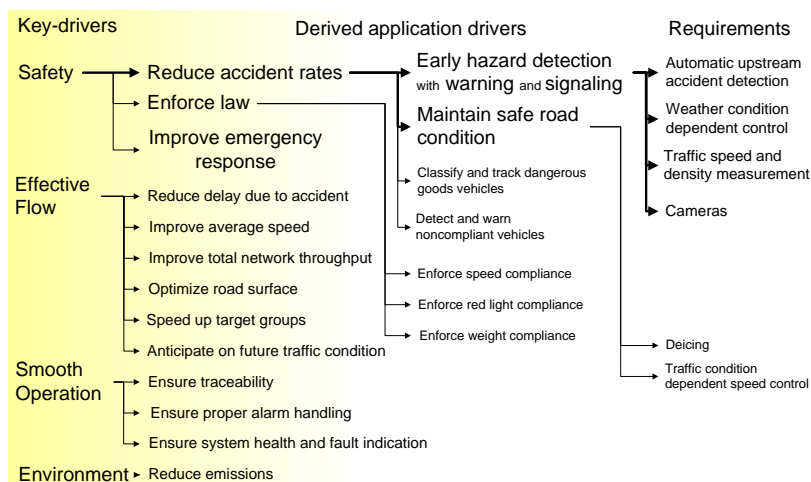 Key-drivers
Derived application drivers
Requirements
Safety
Reduce accident rates
Early hazard detection
with warning and signaling
Automatic upstream
accident detection
Enforce law
Maintain safe road
condition
Weather condition
dependent control
Improve emergency
response
Traffic speed and
density measurement
Classify and track dangerous
goods vehicles
Effective
Flow
Reduce delay due to accident
Cameras
Improve average speed
Detect and warn
noncompliant vehicles
Improve total network throughput
Enforce speed compliance
Optimize road surface
Enforce red light compliance
Speed up target groups
Enforce weight compliance
Anticipate on future traffic condition
Deicing
Smooth
Operation
Ensure traceability
Traffic condition
dependent speed control
Ensure proper alarm handling
Ensure system health and fault indication
Environment
Reduce emissions